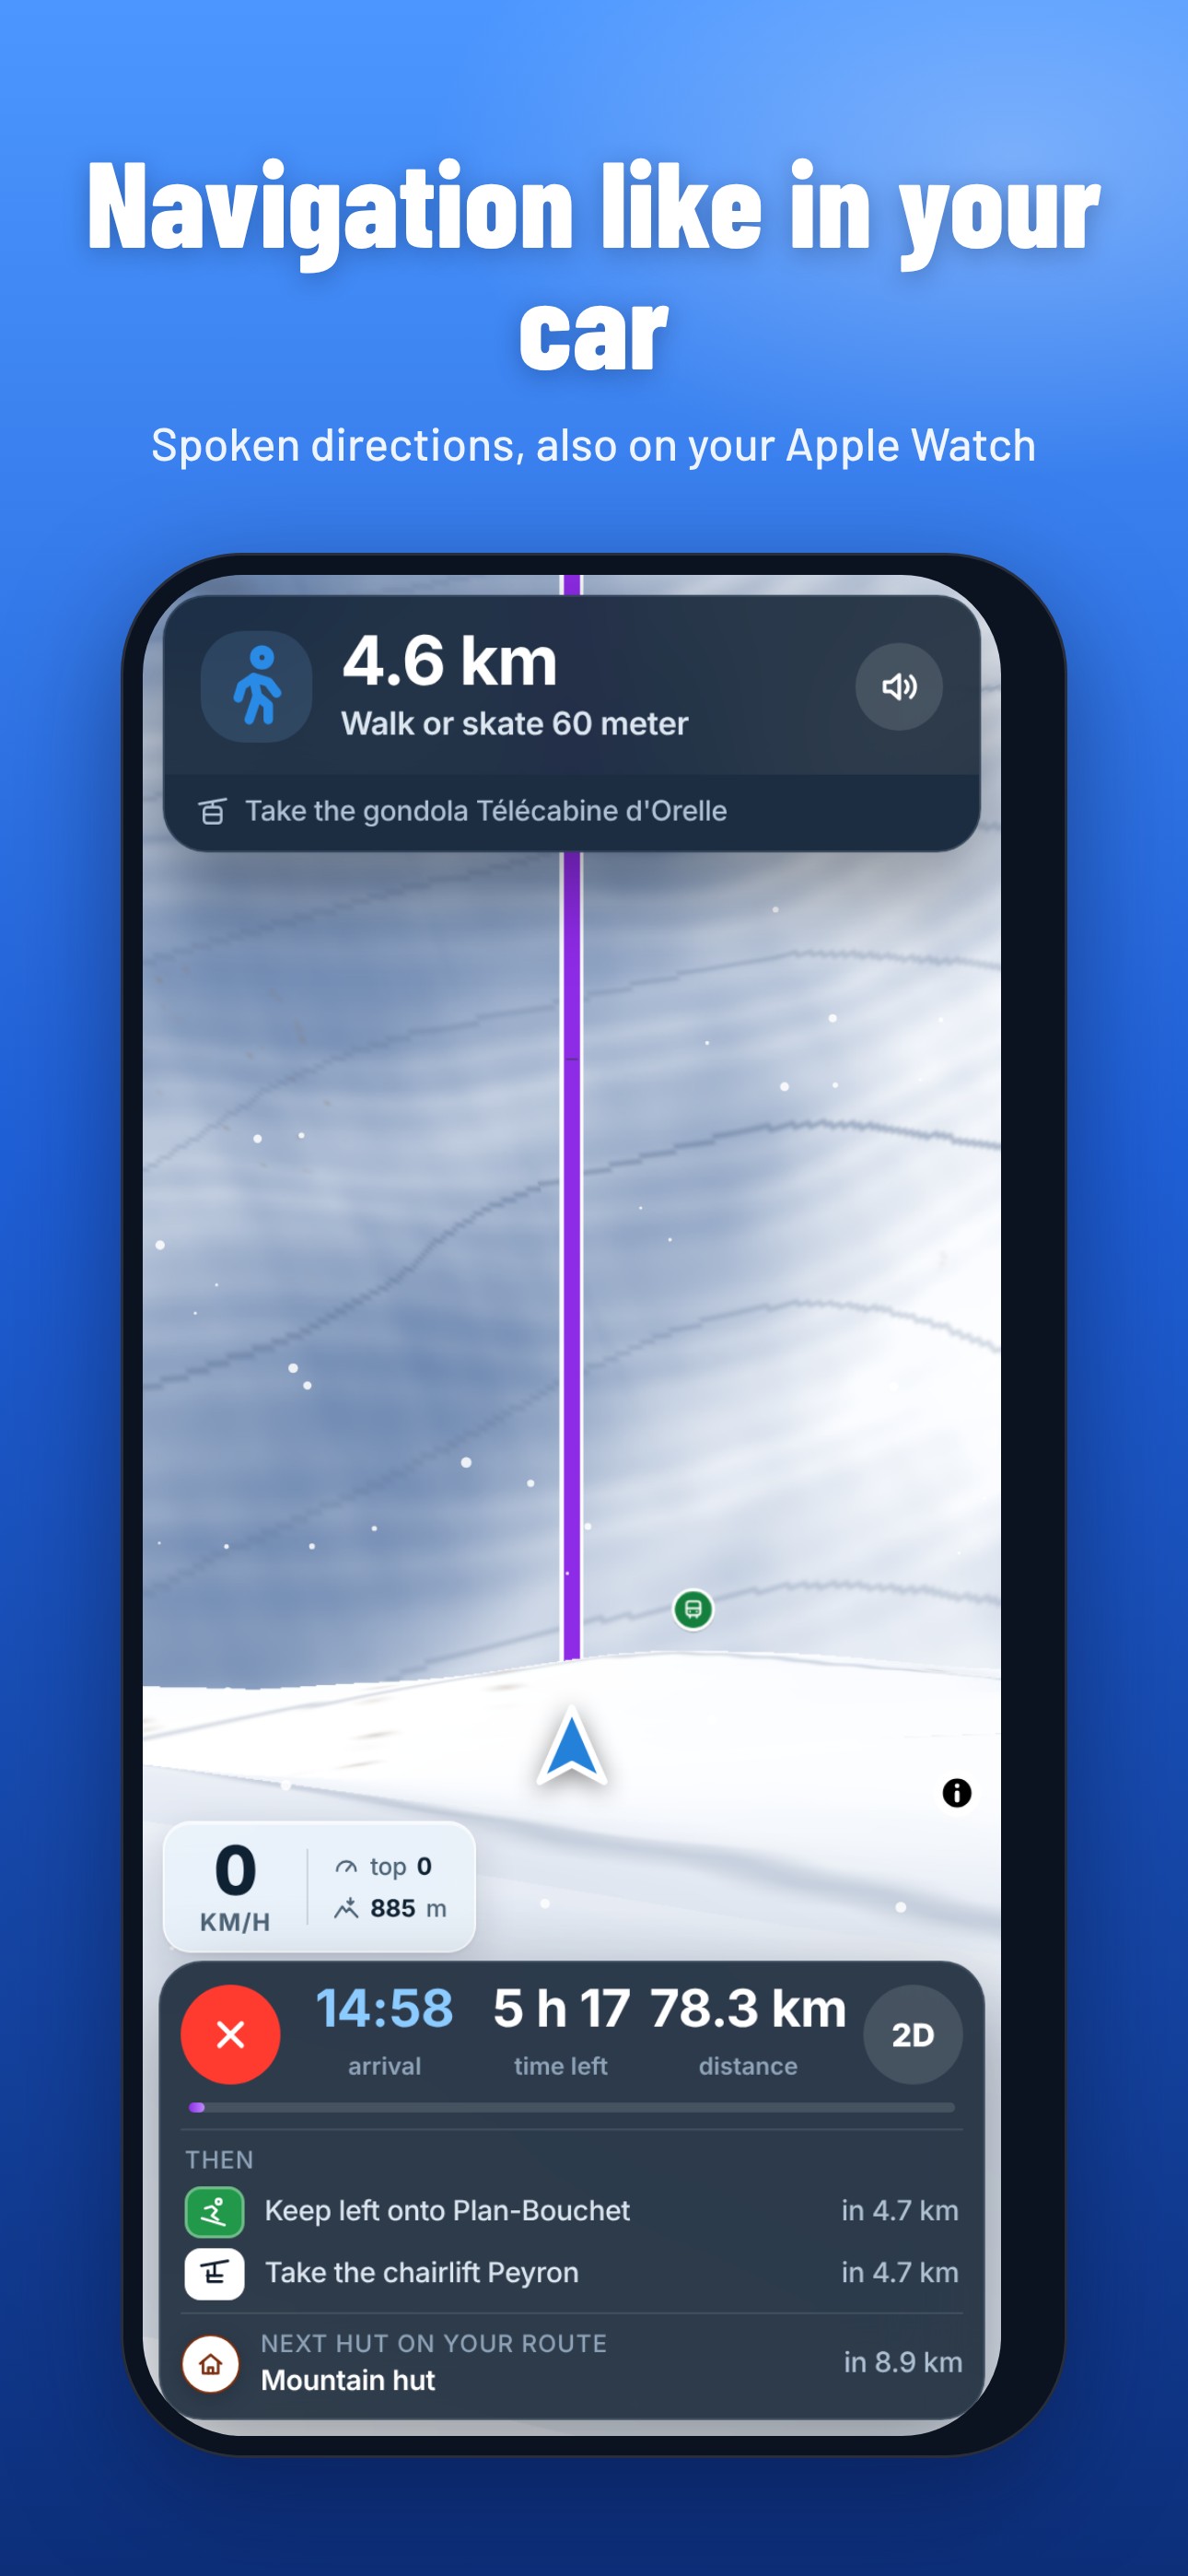 Navigation like in your
car
Spoken directions, also on your Apple Watch
4.6 km
Walk or skate 60 meter
Take the gondola Télécabine d'Orelle
0
KM/H
top 0
885 m
14:58
arrival
5 h 17
time left
78.3 km
distance
2D
THEN
Keep left onto Plan-Bouchet in 4.7 km
Take the chairlift Peyron in 4.7 km
NEXT HUT ON YOUR ROUTE
Mountain hut
in 8.9 km